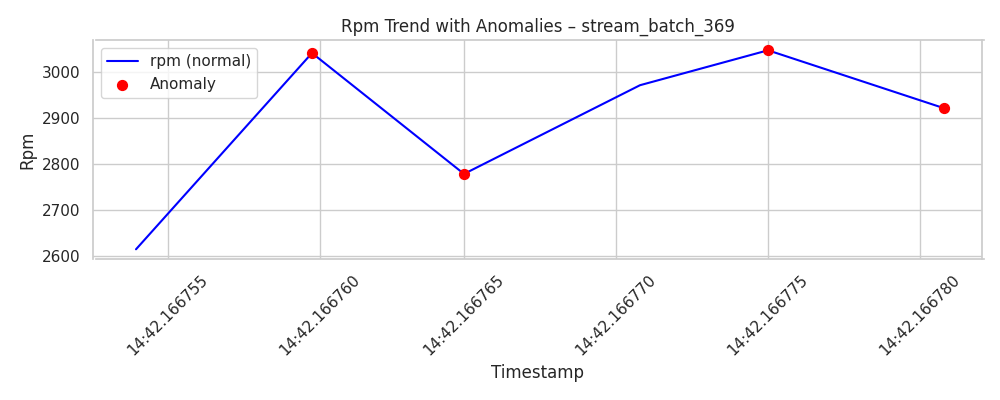 Rpm Trend with Anomalies – stream_batch_369
rpm (normal)
Anomaly
Rpm
3000
2900
2800
2700
2600
14:42.166755
14:42.166760
14:42.166765
14:42.166770
14:42.166775
14:42.166780
Timestamp